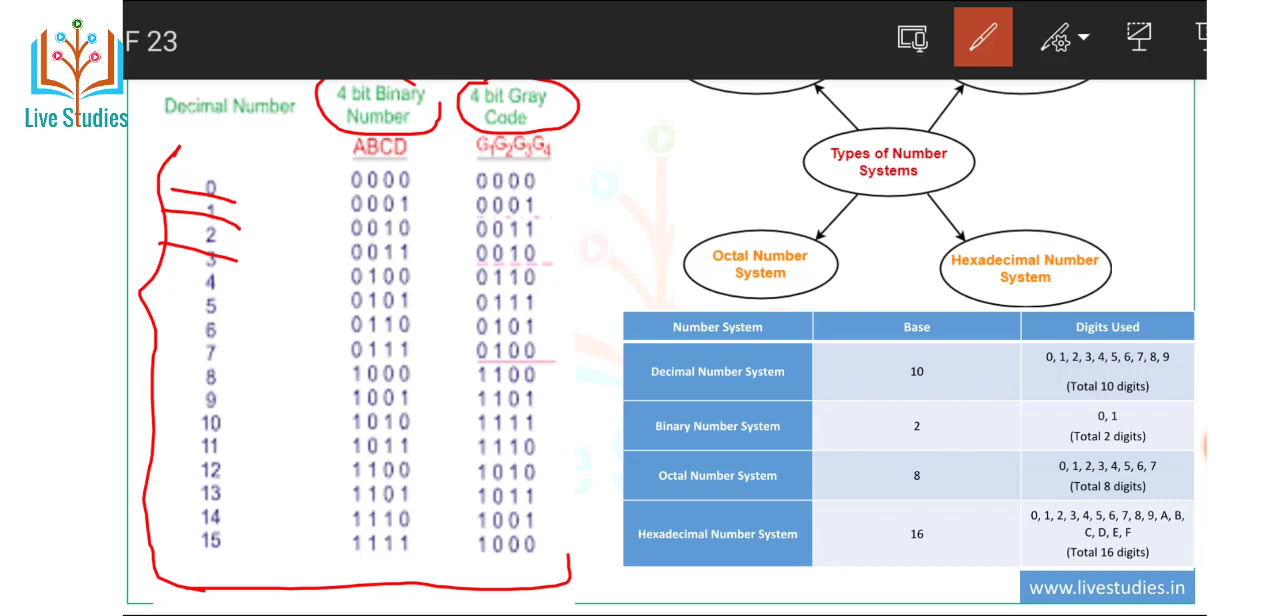 F 23
Live Studies
Decimal Number
4 bit Binary
Number
4 bit Gray
Code
ABCD
G₁G₂G₃G₄
0 0000 0000
1 0001 0001
2 0010 0011
3 0011 0010
4 0100 0110
5 0101 0111
6 0110 0101
7 0111 0100
8 1000 1100
9 1001 1101
10 1010 1111
11 1011 1110
12 1100 1010
13 1101 1011
14 1110 1001
15 1111 1000
Types of Number
Systems
Octal Number
System
Hexadecimal Number
System
Number System Base Digits Used
Decimal Number System 10 0, 1, 2, 3, 4, 5, 6, 7, 8, 9
(Total 10 digits)
Binary Number System 2 0, 1
(Total 2 digits)
Octal Number System 8 0, 1, 2, 3, 4, 5, 6, 7
(Total 8 digits)
Hexadecimal Number System 16 0, 1, 2, 3, 4, 5, 6, 7, 8, 9, A, B,
C, D, E, F
(Total 16 digits)
www.livestudies.in